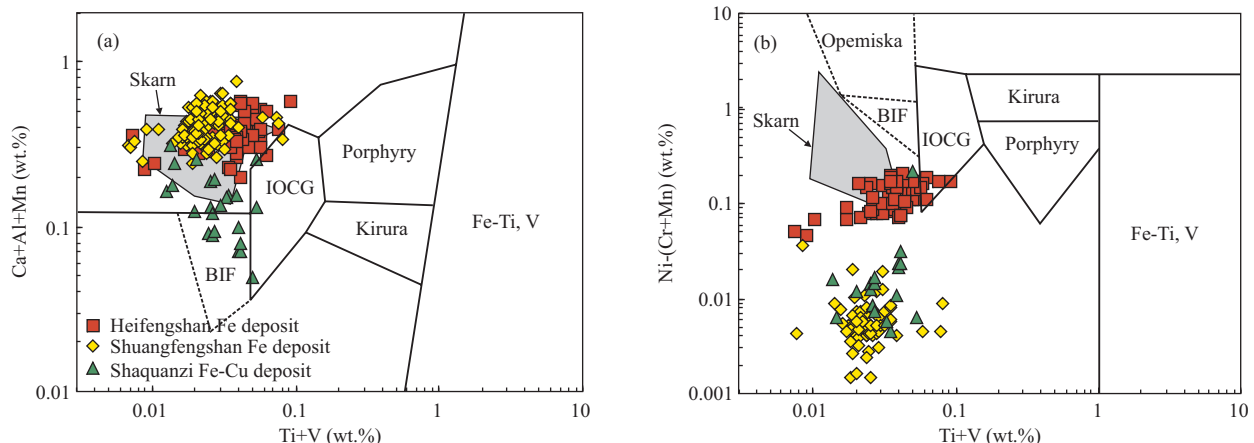 (a)
Ca+Al+Mn (wt.%)
1
0.1
0.01
Skarn
IOCG
Porphyry
Kirura
Fe-Ti, V
BIF
Heifengshan Fe deposit
Shuangfengshan Fe deposit
Shaquanzi Fe-Cu deposit
0.01
0.1
1
10
Ti+V (wt.%)
(b)
Ni-(Cr+Mn) (wt.%)
10
1
0.1
0.01
0.001
Opemiska
BIF
Skarn
IOCG
Kirura
Porphyry
Fe-Ti, V
0.01
0.1
1
10
Ti+V (wt.%)